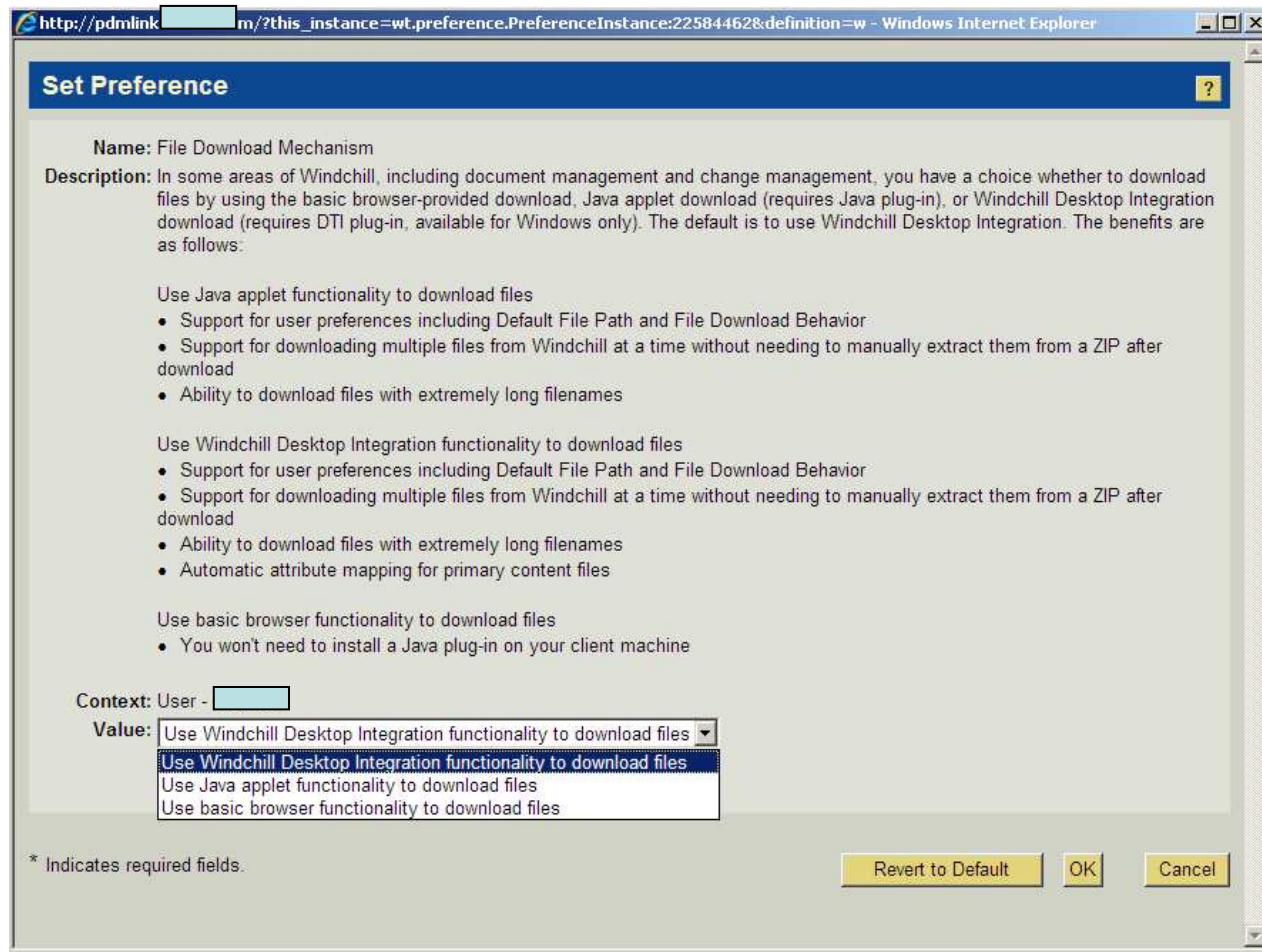 http://pdmlink m/?this_instance=wt.preference.PreferenceInstance:22584462&definition=w - Windows Internet Explorer
Set Preference
?
Name: File Download Mechanism
Description: In some areas of Windchill, including document management and change management, you have a choice whether to download
files by using the basic browser-provided download, Java applet download (requires Java plug-in), or Windchill Desktop Integration
download (requires DTI plug-in, available for Windows only). The default is to use Windchill Desktop Integration. The benefits are
as follows:
Use Java applet functionality to download files
• Support for user preferences including Default File Path and File Download Behavior
• Support for downloading multiple files from Windchill at a time without needing to manually extract them from a ZIP after
download
• Ability to download files with extremely long filenames
Use Windchill Desktop Integration functionality to download files
• Support for user preferences including Default File Path and File Download Behavior
• Support for downloading multiple files from Windchill at a time without needing to manually extract them from a ZIP after
download
• Ability to download files with extremely long filenames
• Automatic attribute mapping for primary content files
Use basic browser functionality to download files
• You won't need to install a Java plug-in on your client machine
Context: User -
Value: Use Windchill Desktop Integration functionality to download files
Use Windchill Desktop Integration functionality to download files
Use Java applet functionality to download files
Use basic browser functionality to download files
* Indicates required fields.
Revert to Default OK Cancel